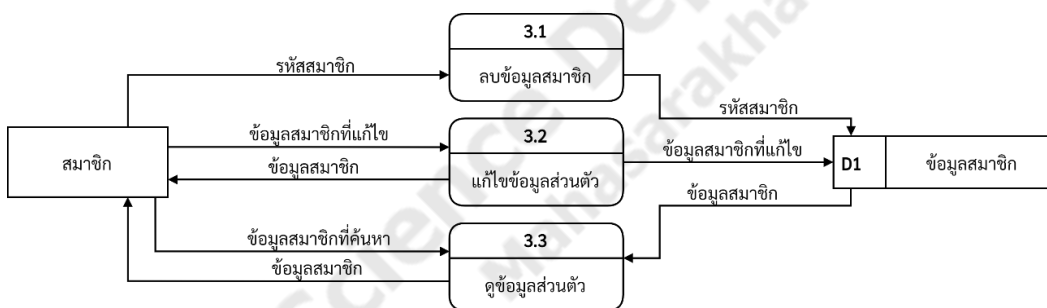 3.1
รหัสสมาชิก
ลบข้อมูลสมาชิก
รหัสสมาชิก
ข้อมูลสมาชิกที่แก้ไข
3.2
ข้อมูลสมาชิกที่แก้ไข
สมาชิก
ข้อมูลสมาชิก
แก้ไขข้อมูลส่วนตัว
D1
ข้อมูลสมาชิก
ข้อมูลสมาชิก
ข้อมูลสมาชิกที่ค้นหา
3.3
ข้อมูลสมาชิก
ดูข้อมูลส่วนตัว
Science Dep
Mahasarakha